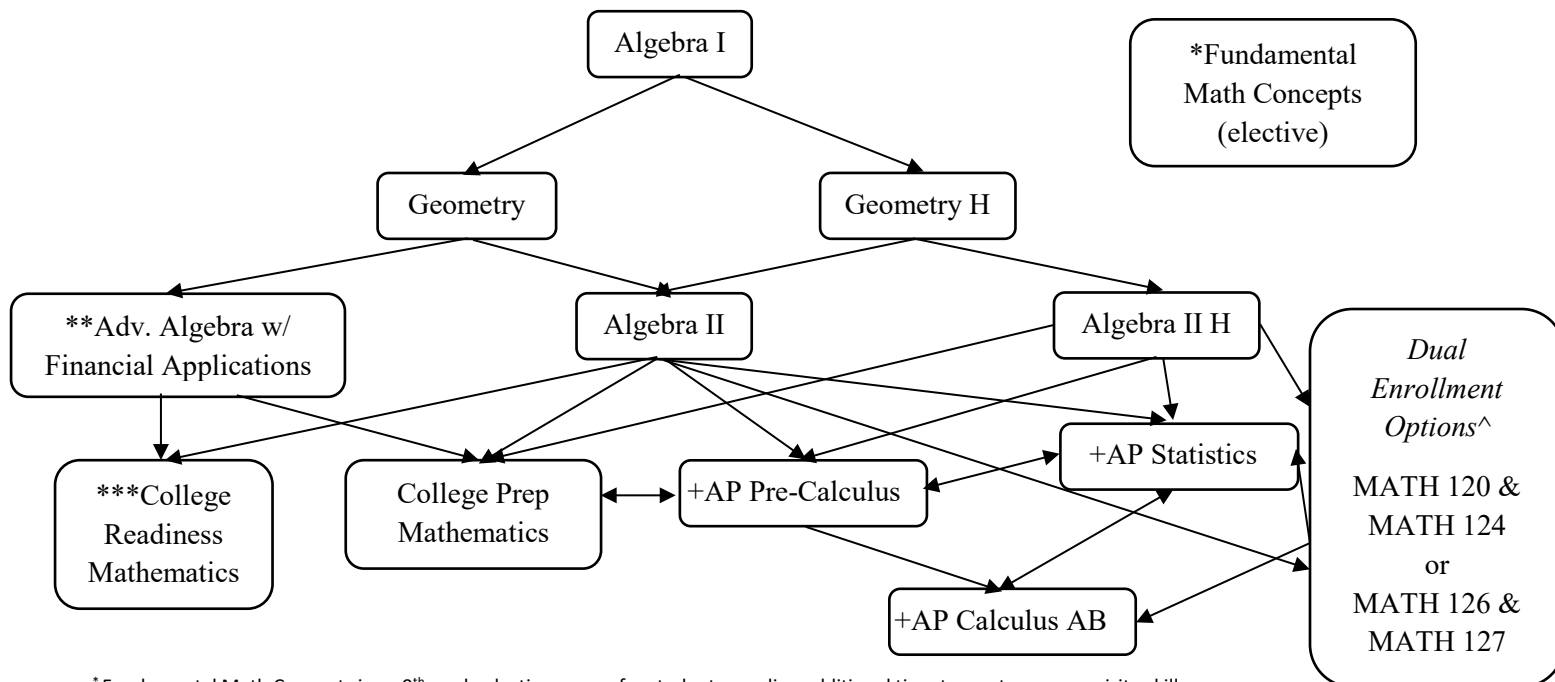 Algebra I
*Fundamental
Math Concepts
(elective)
Geometry
Geometry H
**Adv. Algebra w/
Financial Applications
Algebra II
Algebra II H
Dual
Enrollment
Options^
MATH 120 &
MATH 124
or
MATH 126 &
MATH 127
***College
Readiness
Mathematics
College Prep
Mathematics
+AP Pre-Calculus
+AP Statistics
+AP Calculus AB